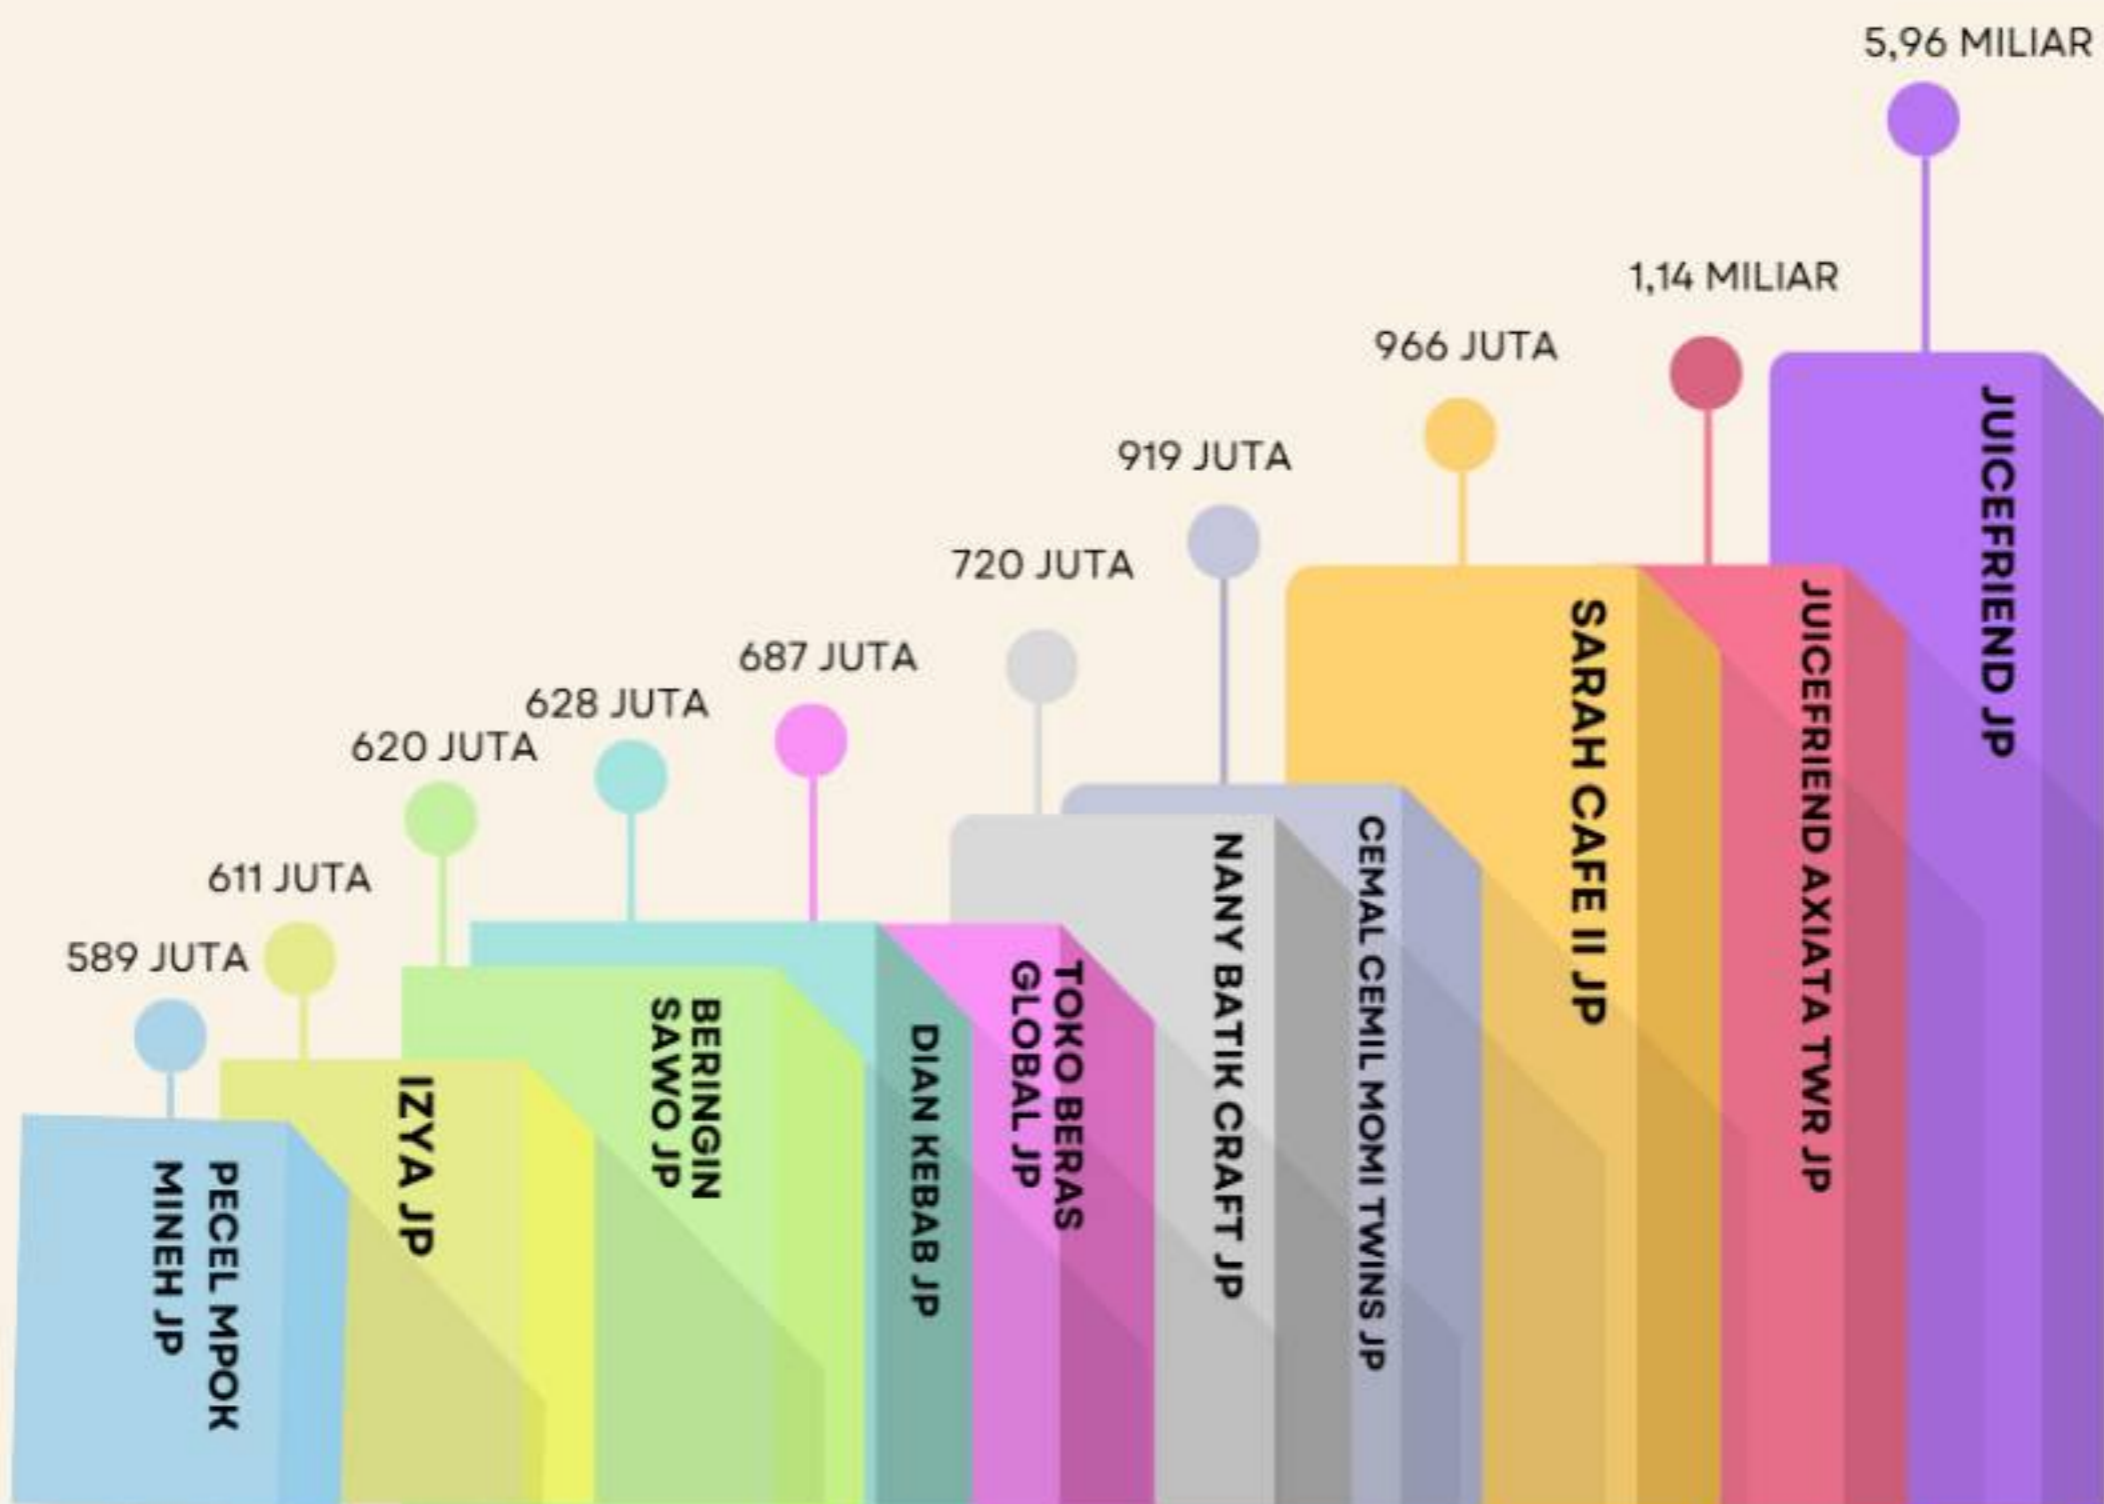 5,96 MILIAR
1,14 MILIAR
966 JUTA
919 JUTA
720 JUTA
687 JUTA
628 JUTA
620 JUTA
611 JUTA
589 JUTA
PECEL MPOK
MINEH JP
IZYA JP
BERINGIN
SAWO JP
DIAN KEBAB JP
TOKO BERAS
GLOBAL JP
NANY BATIK CRAFT JP
CEMAL CEMIL MOMI TWINS JP
SARAH CAFE II JP
JUICEFRIEND AXIATA TWR JP
JUICEFRIEND JP